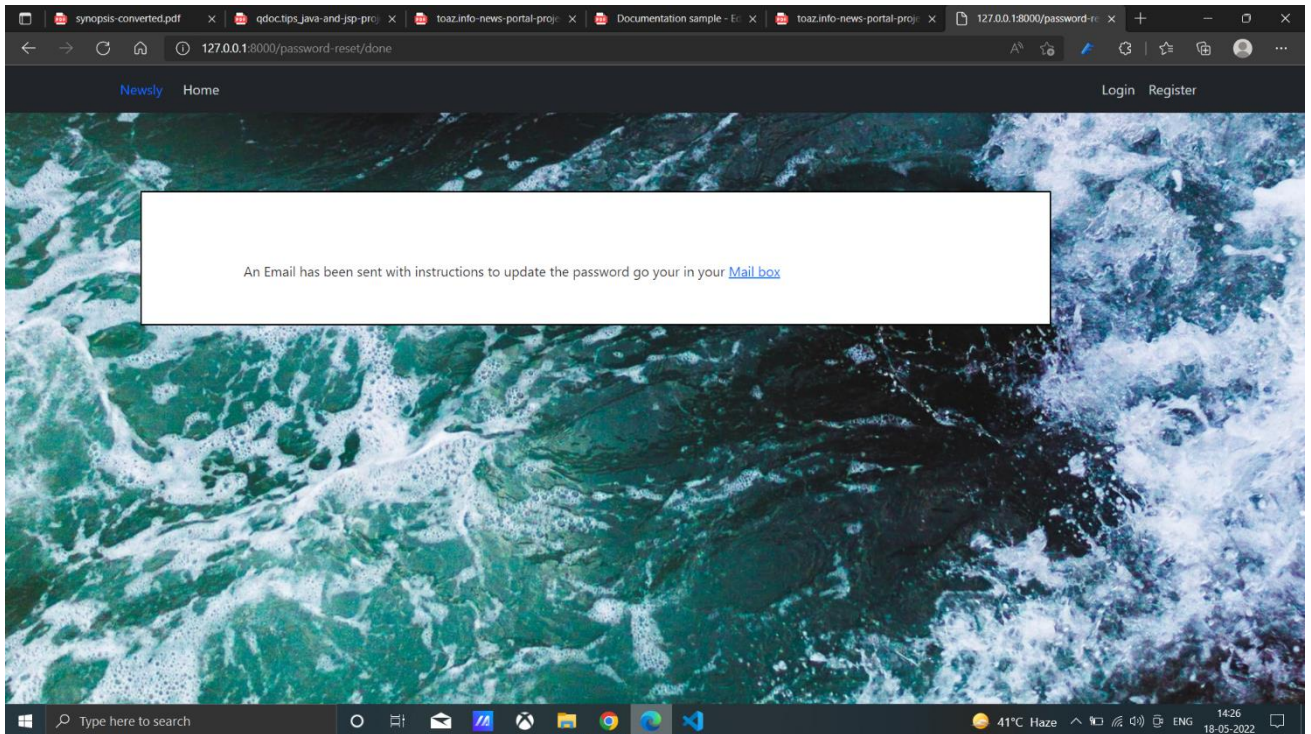 synopsis-converted.pdf
qdoc.tips_java-and-jsp-proj
toaz.info-news-portal-proje
Documentation sample - Ec
toaz.info-news-portal-proje
127.0.0.1:8000/password-re
127.0.0.1:8000/password-reset/done
Newsly Home Login Register
An Email has been sent with instructions to update the password go your in your Mail box
Type here to search
41°C Haze
ENG
14:26
18-05-2022